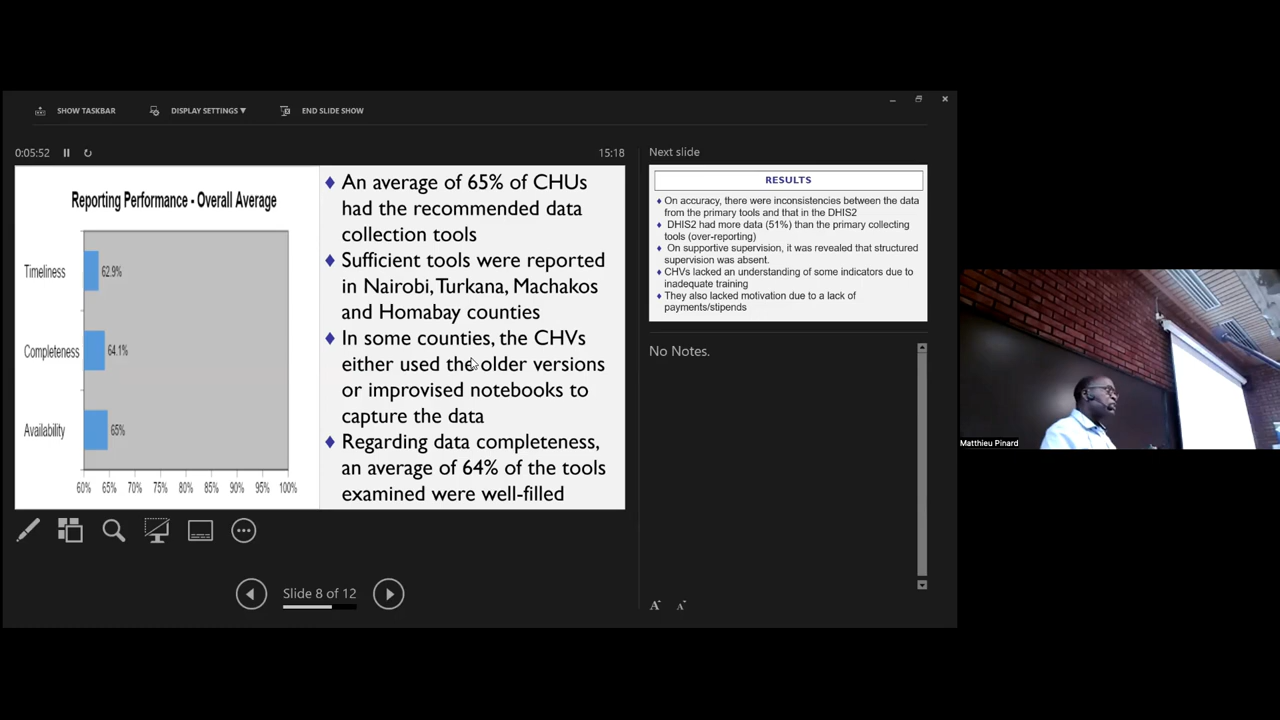 SHOW TASKBAR
DISPLAY SETTINGS ▼
END SLIDE SHOW
0:05:52
15:18
Reporting Performance - Overall Average
Timeliness
62.9%
Completeness
64.1%
Availability
65%
60% 65% 70% 75% 80% 85% 90% 95% 100%
♦ An average of 65% of CHUs
had the recommended data
collection tools
♦ Sufficient tools were reported
in Nairobi, Turkana, Machakos
and Homabay counties
♦ In some counties, the CHVs
either used the older versions
or improvised notebooks to
capture the data
♦ Regarding data completeness,
an average of 64% of the tools
examined were well-filled
Slide 8 of 12
Next slide
RESULTS
♦ On accuracy, there were inconsistencies between the data
from the primary tools and that in the DHIS2
♦ DHIS2 had more data (51%) than the primary collecting
tools (over-reporting)
♦ On supportive supervision, it was revealed that structured
supervision was absent.
♦ CHVs lacked an understanding of some indicators due to
inadequate training
♦ They also lacked motivation due to a lack of
payments/stipends
No Notes.
A A
Matthieu Pinard